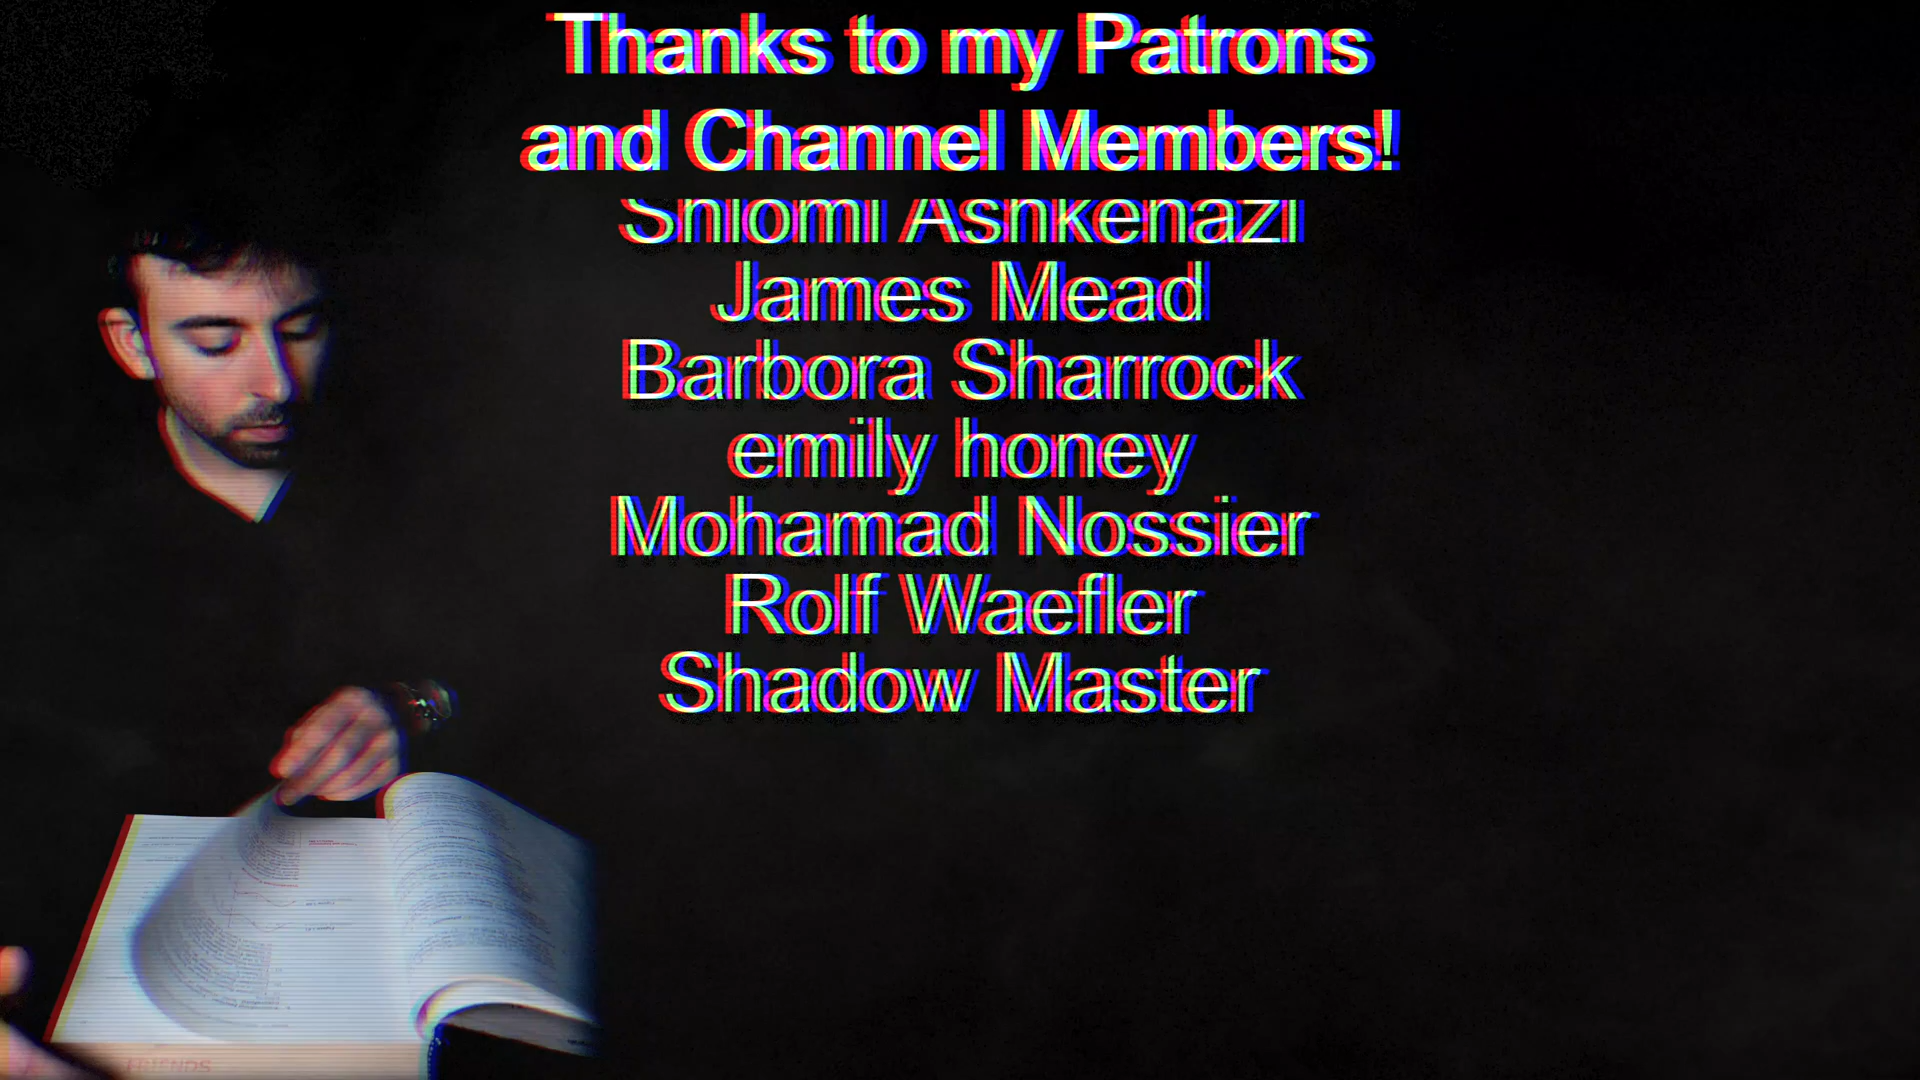 Thanks to my Patrons
and Channel Members!
Shlomi Ashkenazi
James Mead
Barbora Sharrock
emily honey
Mohamad Nossier
Rolf Waefler
Shadow Master